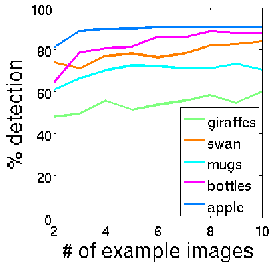 100
80
60
40
20
0
% detection
giraffes
swan
mugs
bottles
apple
2 4 6 8 10
# of example images